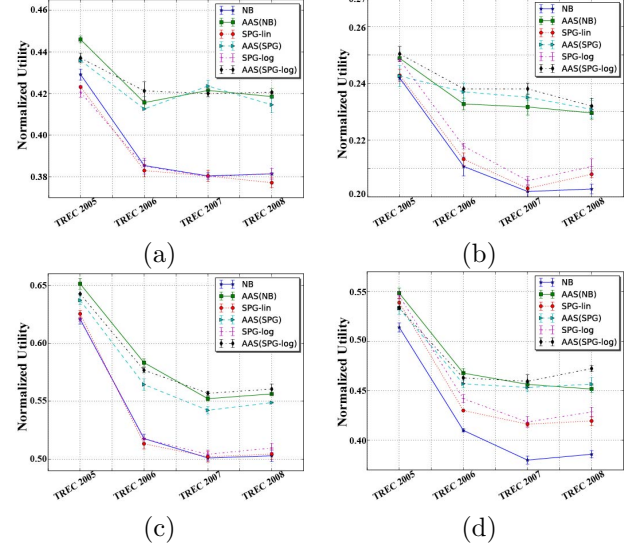 0.46
0.44
0.42
0.40
0.38
Normalized Utility
NB
AAS(NB)
SPG-lin
AAS(SPG)
SPG-log
AAS(SPG-log)
TREC 2005
TREC 2006
TREC 2007
TREC 2008
(a)
0.24
0.22
0.20
Normalized Utility
NB
AAS(NB)
SPG-lin
AAS(SPG)
SPG-log
AAS(SPG-log)
TREC 2005
TREC 2006
TREC 2007
TREC 2008
(b)
0.65
0.60
0.55
0.50
Normalized Utility
NB
AAS(NB)
SPG-lin
AAS(SPG)
SPG-log
AAS(SPG-log)
TREC 2005
TREC 2006
TREC 2007
TREC 2008
(c)
0.55
0.50
0.45
0.40
Normalized Utility
NB
AAS(NB)
SPG-lin
AAS(SPG)
SPG-log
AAS(SPG-log)
TREC 2005
TREC 2006
TREC 2007
TREC 2008
(d)